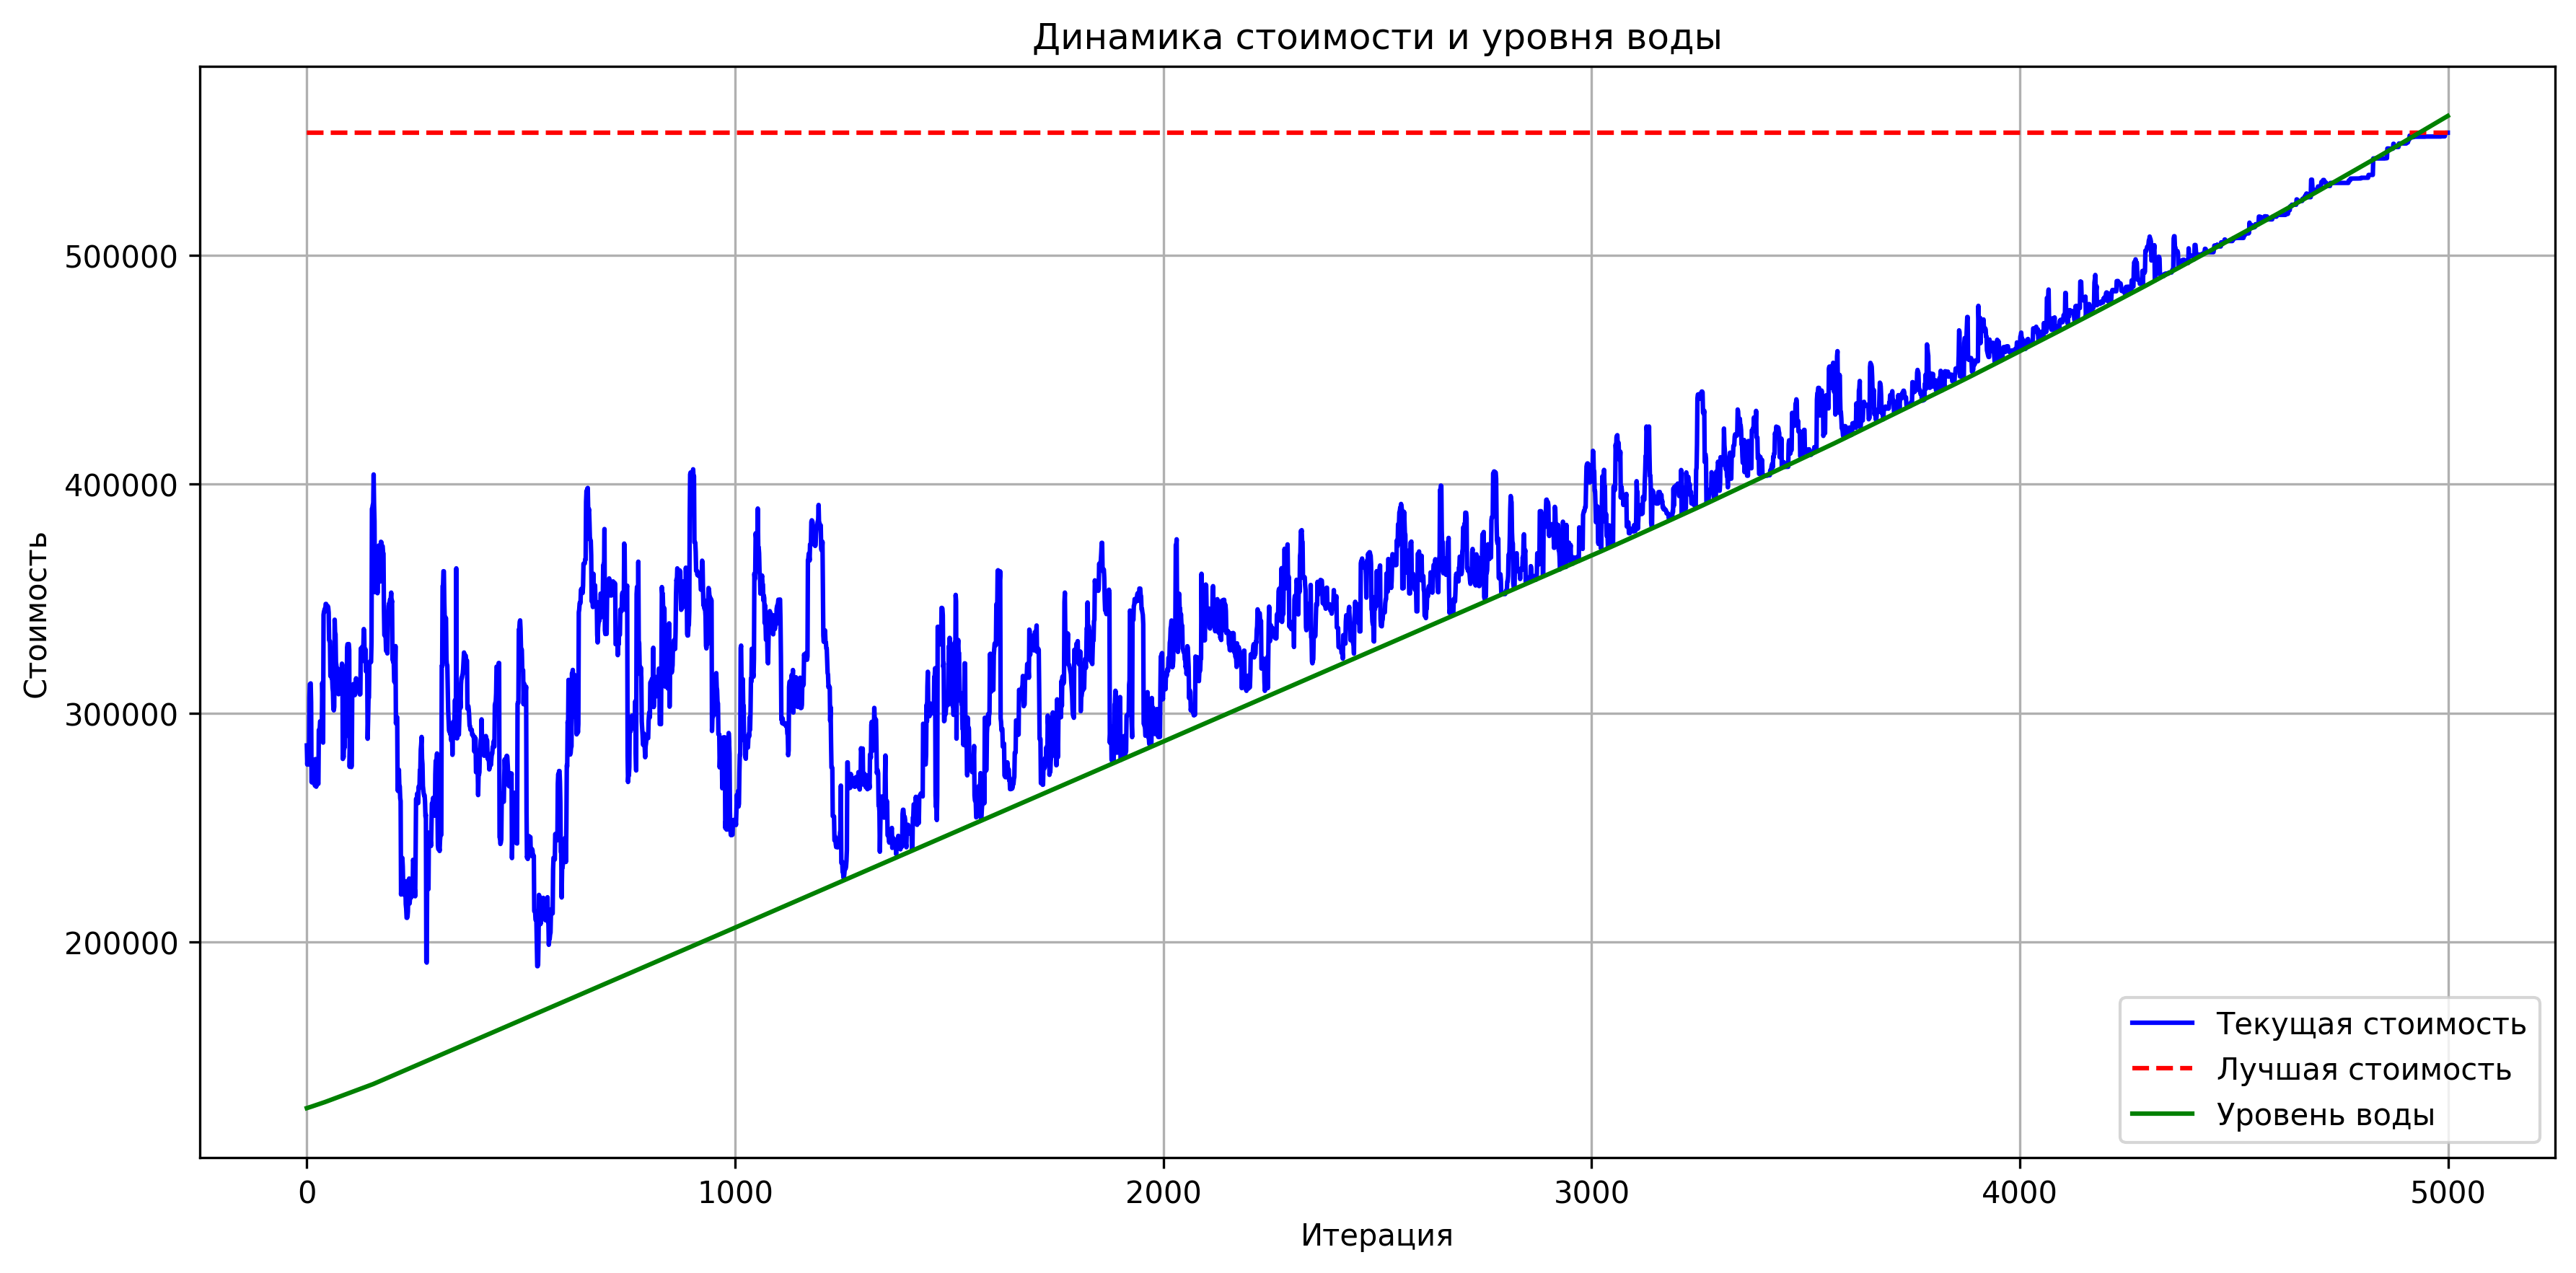 Динамика стоимости и уровня воды
Стоимость
500000
400000
300000
200000
0
1000
2000
3000
4000
5000
Итерация
Текущая стоимость
Лучшая стоимость
Уровень воды